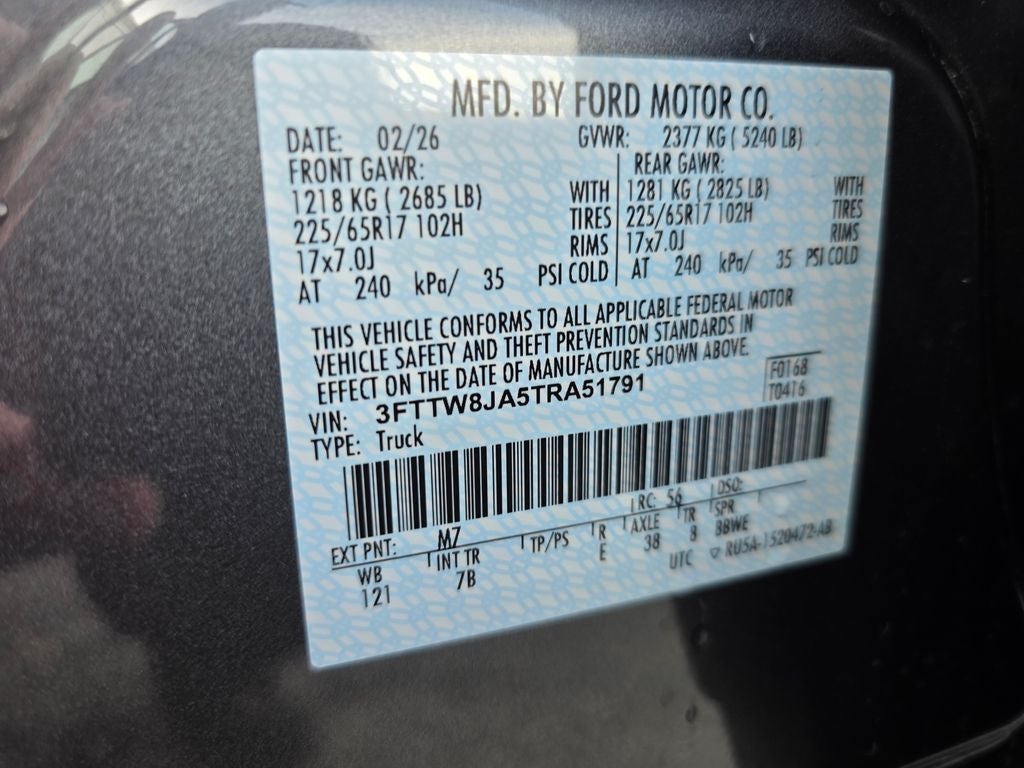 MFD. BY FORD MOTOR CO.
DATE: 02/26 GVWR: 2377 KG ( 5240 LB)
FRONT GAWR: REAR GAWR:
1218 KG ( 2685 LB) WITH 1281 KG ( 2825 LB) WITH
225/65R17 102H TIRES 225/65R17 102H TIRES
17x7.0J RIMS 17x7.0J RIMS
AT 240 kPa/ 35 PSI COLD AT 240 kPa/ 35 PSI COLD
THIS VEHICLE CONFORMS TO ALL APPLICABLE FEDERAL MOTOR
VEHICLE SAFETY AND THEFT PREVENTION STANDARDS IN
EFFECT ON THE DATE OF MANUFACTURE SHOWN ABOVE.
VIN: 3FTTW8JA5TRA51791 F0168
TYPE: Truck T0416
EXT PNT: M7 RC: 56 DSO:
WB INT TR TP/PS R AXLE TR SPR
121 7B E 38 8 BBWE
UTC ▽ RU5A-1520472-AB